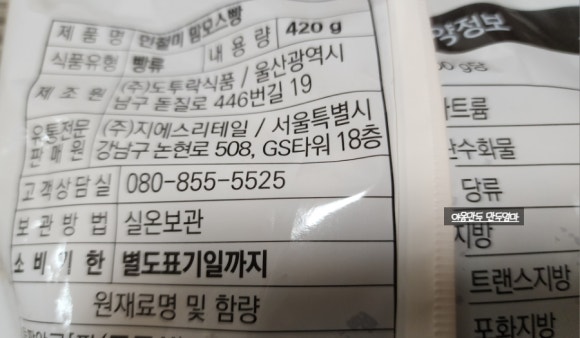 제품명 인절미 맘모스빵 내용량 420 g
식품유형 빵류
제조원 (주)도투락식품 / 울산광역시
남구 돋질로 446번길 19
유통전문
판매원 (주)지에스리테일 / 서울특별시
강남구 논현로 508, GS타워 18층
고객상담실 080-855-5525
보관방법 실온보관
소비기한 별도표기일까지
원재료명 및 함량
양정보
트륨
수화물
당류
지방
트랜스지방
포화지방